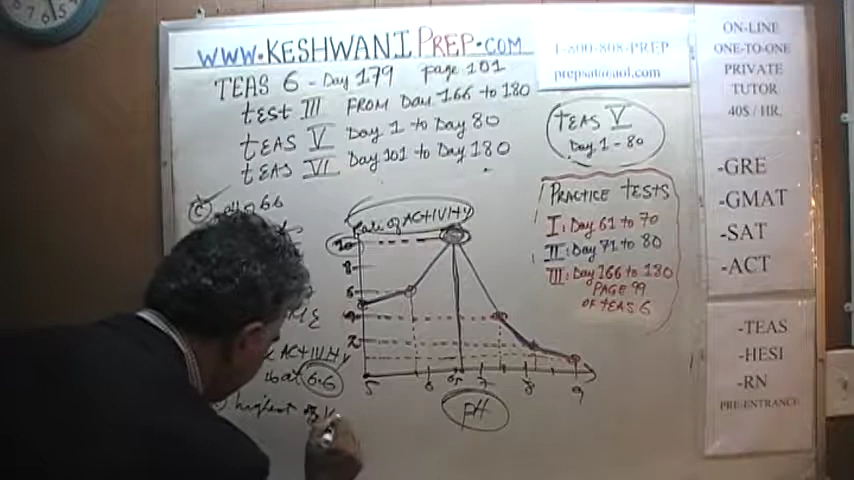 WWW.KESHWANIPREP.COM
1-800-808-PREP
prepsat@aol.com
TEAS 6 - Day 179 page 101
test III FROM Day 166 to 180
TEAS V Day 1 to Day 80
TEAS VI Day 101 to Day 180
TEAS V
Day 1 - 80
PRACTICE TESTS
I: Day 61 to 70
II: Day 71 to 80
III: Day 166 to 180
PAGE 99
OF TEAS 6
C 66
Rate of ACTIVITY
10
8
6
4
2
5 6 6.5 7 8 9
pH
ACTIVITY
at 6.6
highest
ON-LINE
ONE-TO-ONE
PRIVATE
TUTOR
40$ / HR.
-GRE
-GMAT
-SAT
-ACT
-TEAS
-HESI
-RN
PRE-ENTRANCE
7 6 5